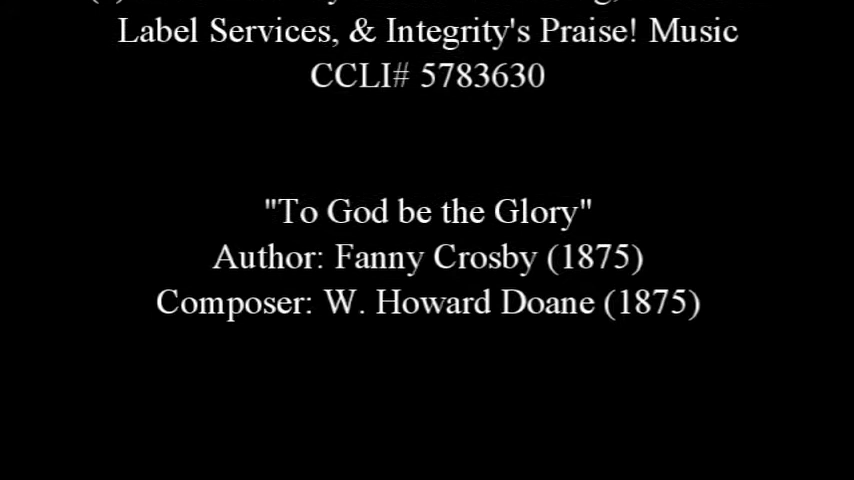 Label Services, & Integrity's Praise! Music
CCLI# 5783630
"To God be the Glory"
Author: Fanny Crosby (1875)
Composer: W. Howard Doane (1875)